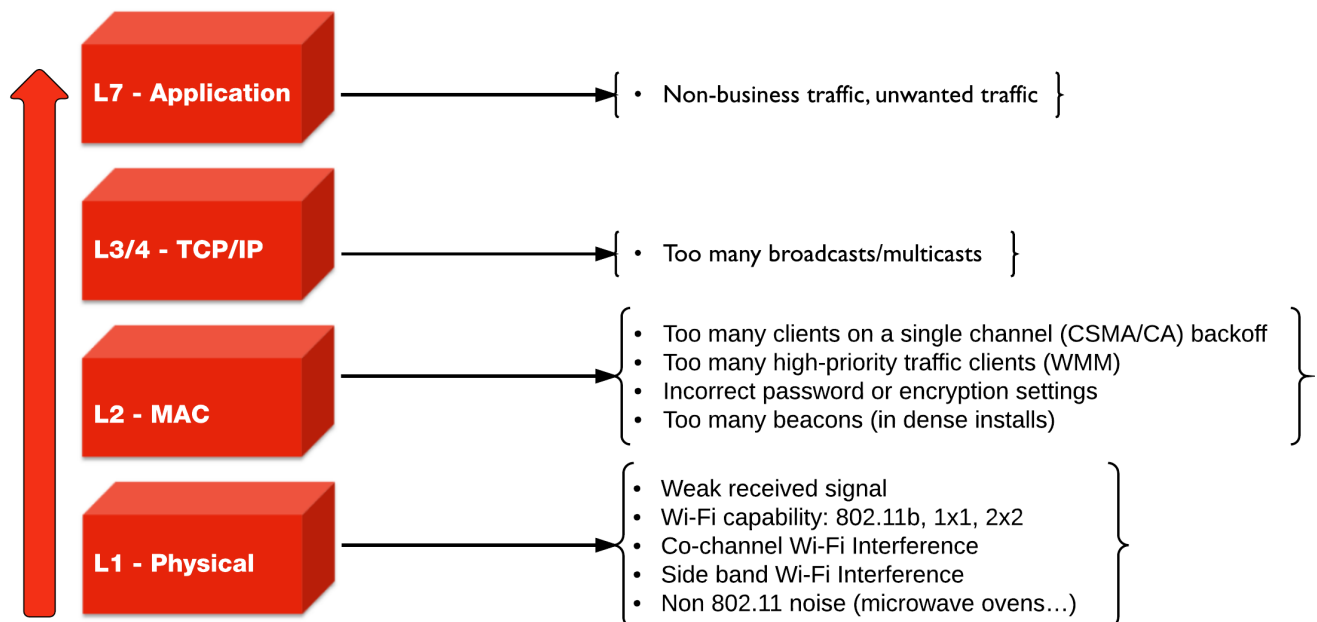 L7 - Application
• Non-business traffic, unwanted traffic
L3/4 - TCP/IP
• Too many broadcasts/multicasts
L2 - MAC
• Too many clients on a single channel (CSMA/CA) backoff
• Too many high-priority traffic clients (WMM)
• Incorrect password or encryption settings
• Too many beacons (in dense installs)
L1 - Physical
• Weak received signal
• Wi-Fi capability: 802.11b, 1x1, 2x2
• Co-channel Wi-Fi Interference
• Side band Wi-Fi Interference
• Non 802.11 noise (microwave ovens…)